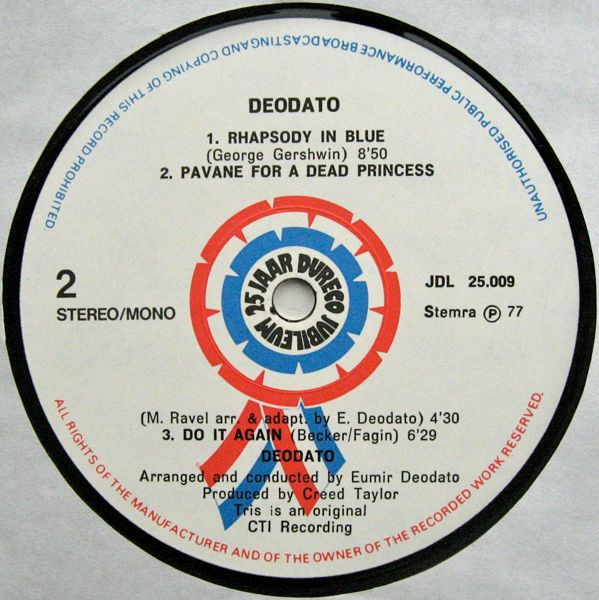 UNAUTHORISED PUBLIC PERFORMANCE BROADCASTING AND COPYING OF THIS RECORD PROHIBITED.
DEODATO
1. RHAPSODY IN BLUE
(George Gershwin) 8'50
2. PAVANE FOR A DEAD PRINCESS
25 JAAR DURECO JUBILEUM
2
STEREO/MONO
JDL 25.009
Stemra Ⓟ 77
(M. Ravel arr. & adapt. by E. Deodato) 4'30
3. DO IT AGAIN (Becker/Fagin) 6'29
DEODATO
Arranged and conducted by Eumir Deodato
Produced by Creed Taylor
Tris is an original
CTI Recording
ALL RIGHTS OF THE MANUFACTURER AND OF THE OWNER OF THE RECORDED WORK RESERVED.